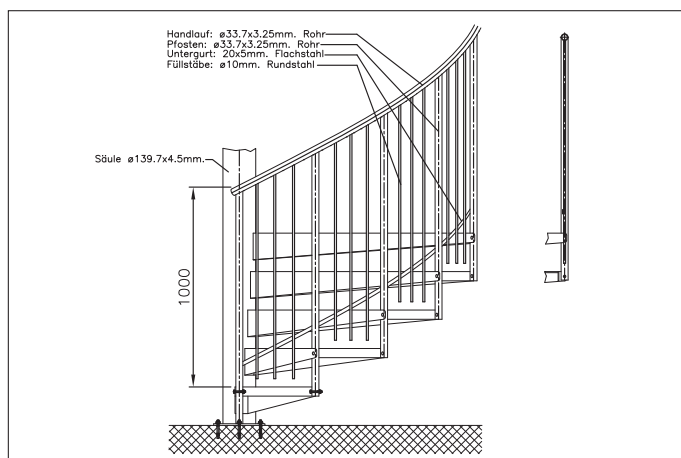 Handlauf: ø33.7x3.25mm. Rohr
Pfosten: ø33.7x3.25mm. Rohr
Untergurt: 20x5mm. Flachstahl
Füllstäbe: ø10mm. Rundstahl
Säule ø139.7x4.5mm.
1000